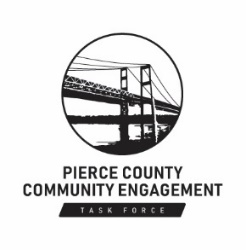 PIERCE COUNTY
COMMUNITY ENGAGEMENT
TASK FORCE